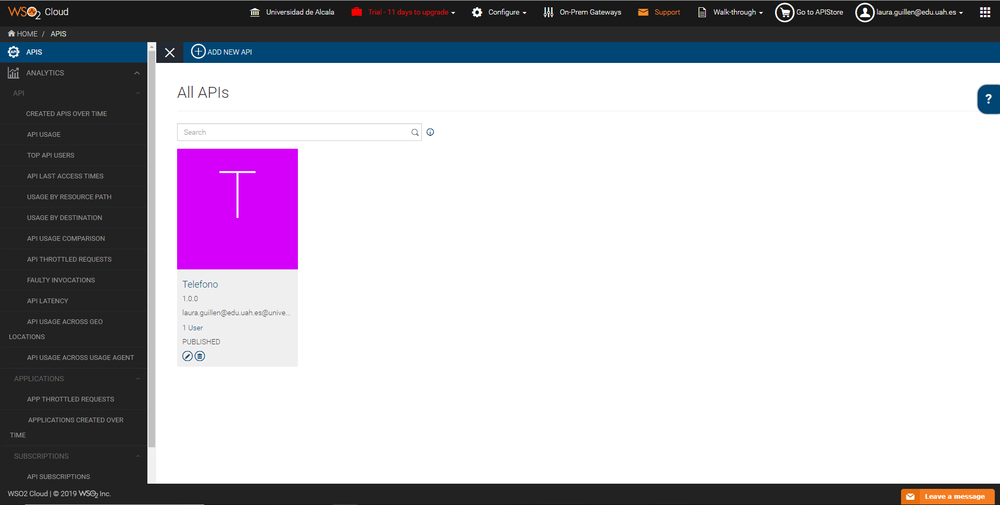 WSO2 Cloud
Universidad de Alcala
Trial - 11 days to upgrade
Configure
On-Prem Gateways
Support
Walk-through
Go to APIStore
laura.guillen@edu.uah.es
HOME / APIS
API
APIS
ADD NEW API
ANALYTICS
API
CREATED APIS OVER TIME
API USAGE
TOP API USERS
API LAST ACCESS TIMES
USAGE BY RESOURCE PATH
USAGE BY DESTINATION
API USAGE COMPARISON
API THROTTLED REQUESTS
FAULTY INVOCATIONS
API LATENCY
API USAGE ACROSS GEO
LOCATIONS
API USAGE ACROSS USAGE AGENT
APPLICATIONS
APP THROTTLED REQUESTS
APPLICATIONS CREATED OVER
TIME
SUBSCRIPTIONS
API SUBSCRIPTIONS
All APIs
?
Search
T
Telefono
1.0.0
laura.guillen@edu.uah.es@unive...
1 User
PUBLISHED
WSO2 Cloud | © 2019 WSO2 Inc.
Leave a message